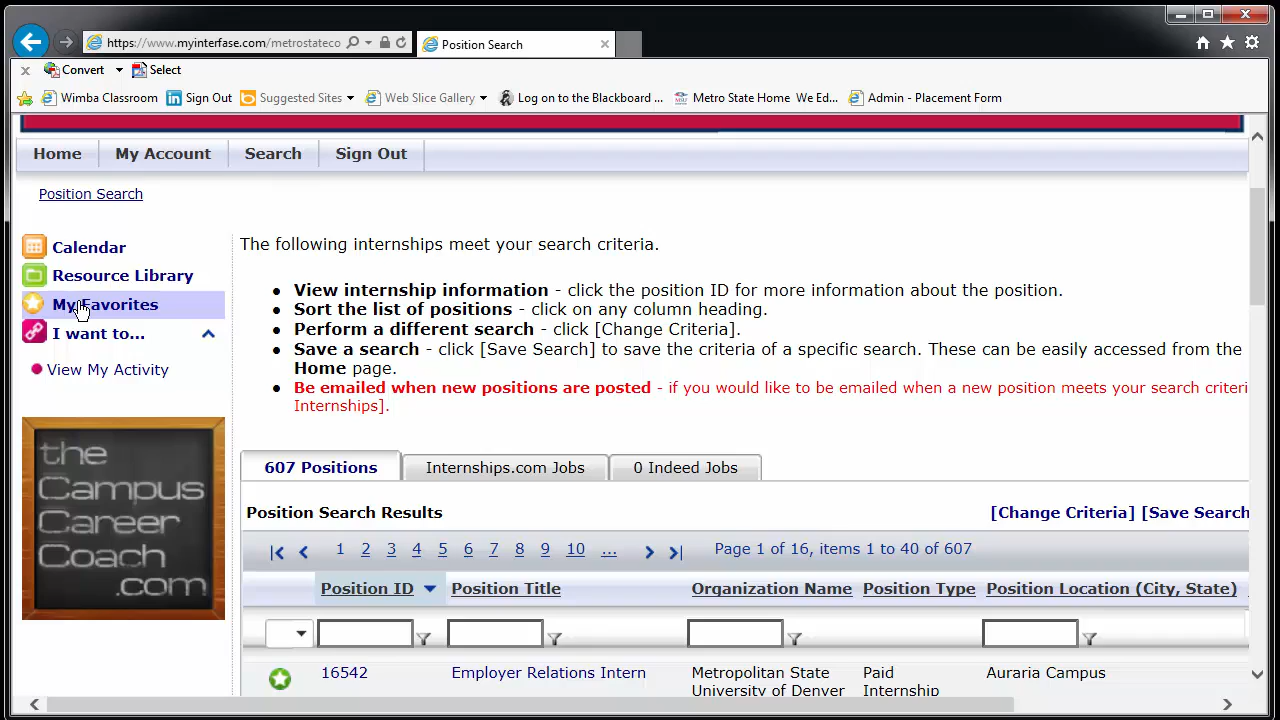 https://www.myinterfase.com/metrostateco
Position Search
Convert
Select
Wimba Classroom
Sign Out
Suggested Sites
Web Slice Gallery
Log on to the Blackboard ...
Metro State Home We Ed...
Admin - Placement Form
Home
My Account
Search
Sign Out
Position Search
Calendar
Resource Library
My Favorites
I want to...
View My Activity
the
Campus
Career
Coach
.com
The following internships meet your search criteria.
• View internship information - click the position ID for more information about the position.
• Sort the list of positions - click on any column heading.
• Perform a different search - click [Change Criteria].
• Save a search - click [Save Search] to save the criteria of a specific search. These can be easily accessed from the
Home page.
• Be emailed when new positions are posted - if you would like to be emailed when a new position meets your search criteri
Internships].
607 Positions
Internships.com Jobs
0 Indeed Jobs
Position Search Results
[Change Criteria] [Save Search
1 2 3 4 5 6 7 8 9 10 ...
Page 1 of 16, items 1 to 40 of 607
Position ID
Position Title
Organization Name
Position Type
Position Location (City, State)
16542
Employer Relations Intern
Metropolitan State
University of Denver
Paid
Internship
Auraria Campus